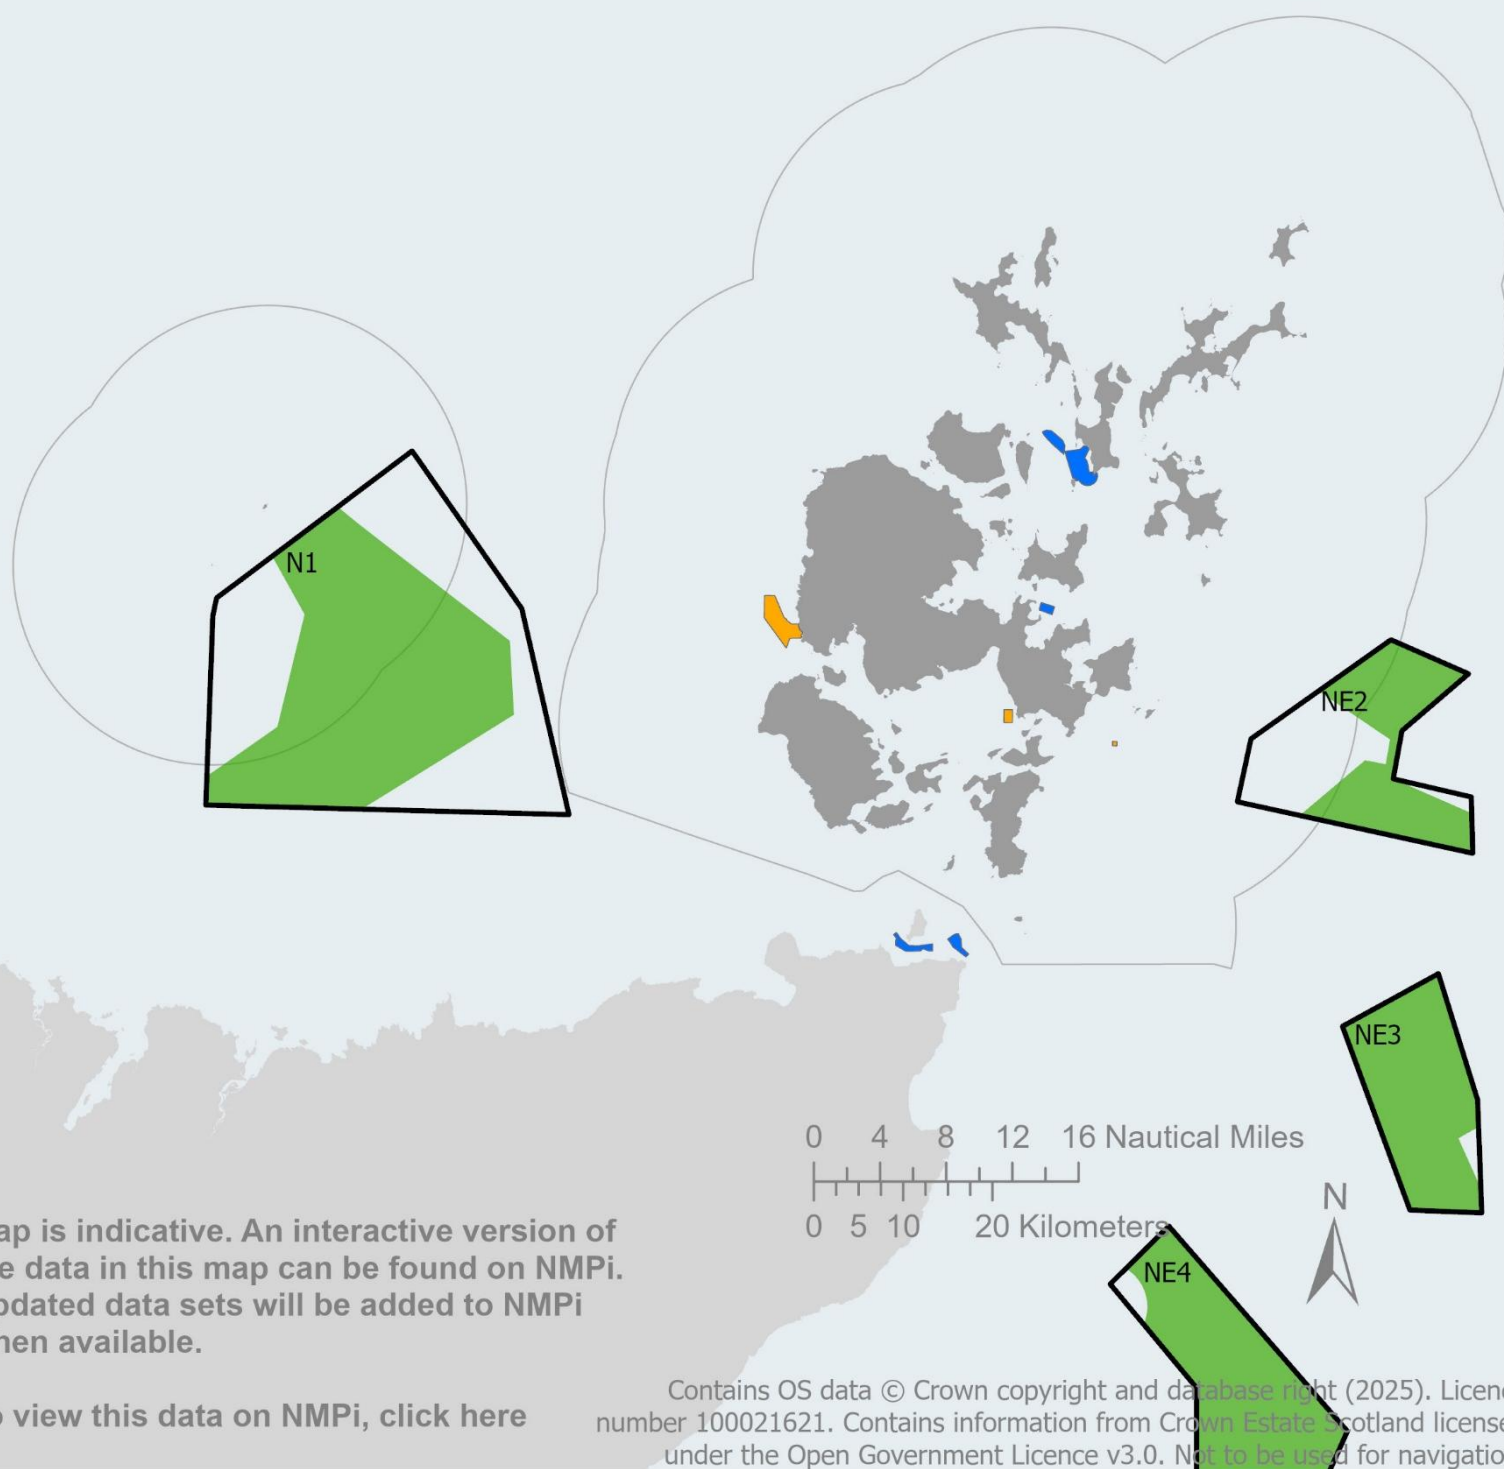 N1
NE2
NE3
0 4 8 12 16 Nautical Miles
0 5 10 20 Kilometers
N
NE4
ap is indicative. An interactive version of
e data in this map can be found on NMPi.
pdated data sets will be added to NMPi
hen available.
view this data on NMPi, click here
Contains OS data © Crown copyright and database right (2025). Licenc
number 100021621. Contains information from Crown Estate Scotland license
under the Open Government Licence v3.0. Not to be used for navigatio